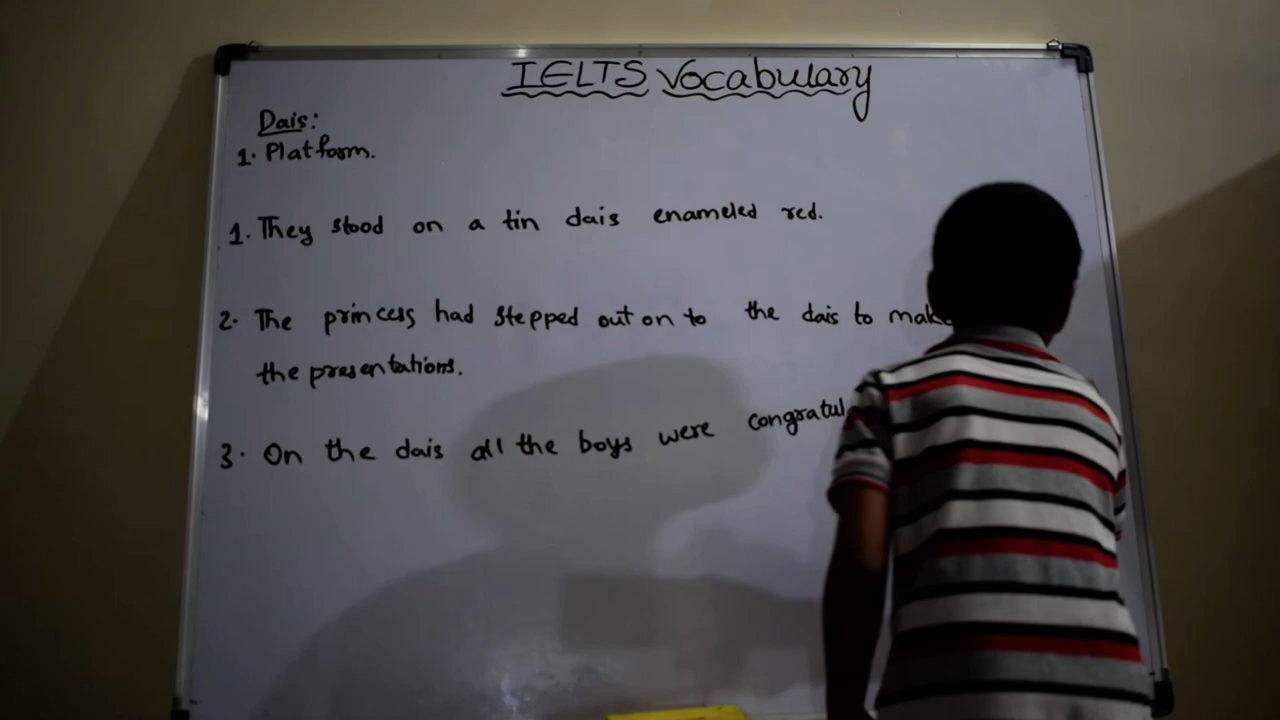 IELTS Vocabulary
Dais:
1. Platform.
1. They stood on a tin dais enameled red.
2. The princess had stepped out on to the dais to make
the presentations.
3. On the dais all the boys were congratul